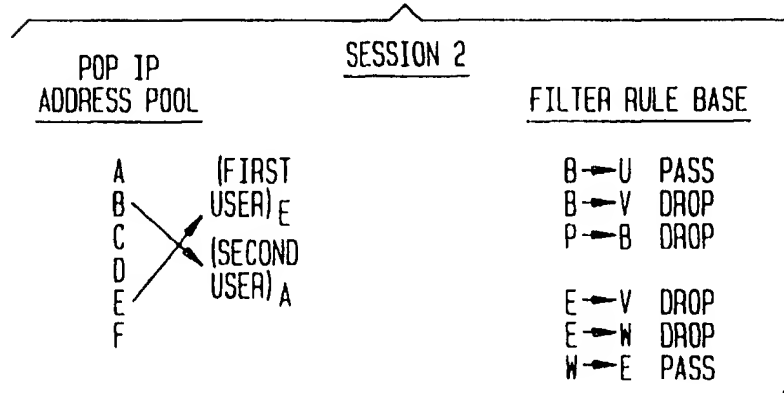 SESSION 2
POP IP
ADDRESS POOL
A
B
C
D
E
F
(FIRST
USER) E
(SECOND
USER) A
FILTER RULE BASE
B→U PASS
B→V DROP
P→B DROP
E→V DROP
E→W DROP
W→E PASS